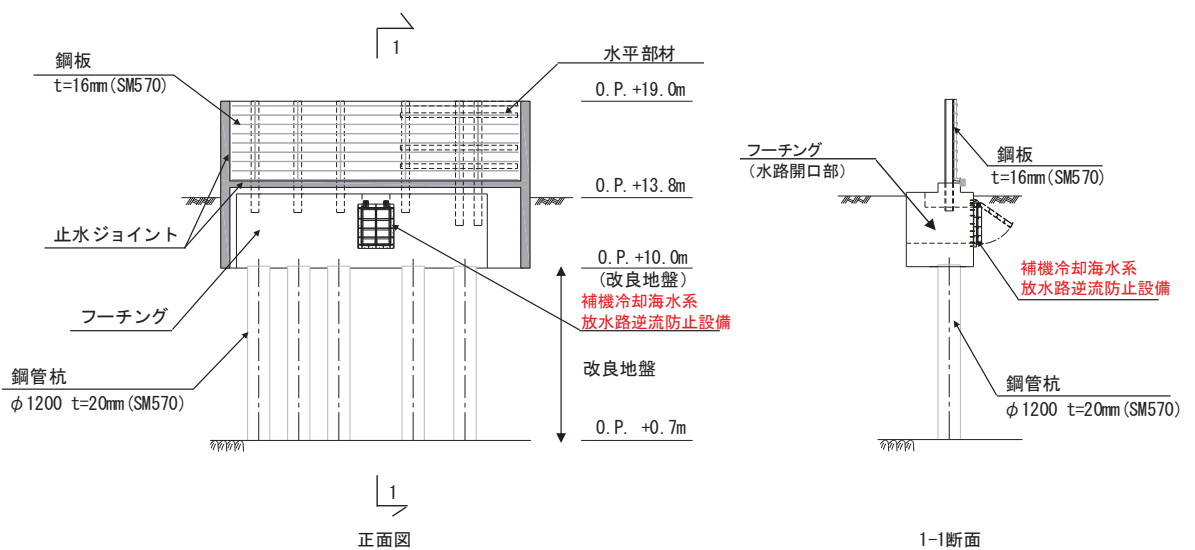 1
鋼板
t=16mm(SM570)
水平部材
O.P.+19.0m
O.P.+13.8m
止水ジョイント
O.P.+10.0m
(改良地盤)
補機冷却海水系
放水路逆流防止設備
フーチング
改良地盤
鋼管杭
φ1200 t=20mm(SM570)
O.P. +0.7m
1
正面図
フーチング
(水路開口部)
鋼板
t=16mm(SM570)
補機冷却海水系
放水路逆流防止設備
鋼管杭
φ1200 t=20mm(SM570)
1-1断面